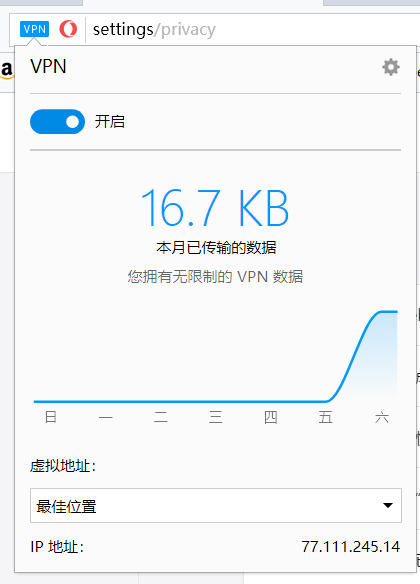 VPN settings/privacy
VPN
开启
16.7 KB
本月已传输的数据
您拥有无限制的 VPN 数据
日 一 二 三 四 五 六
虚拟地址：
最佳位置
IP 地址： 77.111.245.14